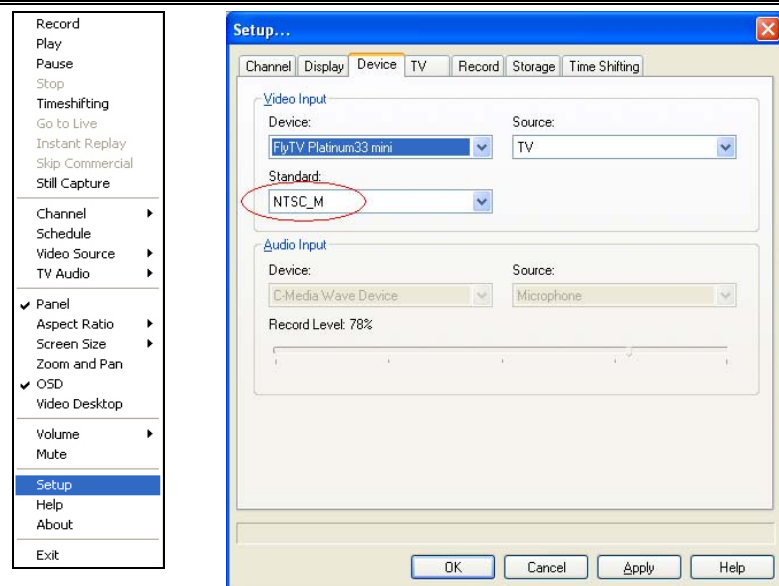 Record
Play
Pause
Stop
Timeshifting
Go to Live
Instant Replay
Skip Commercial
Still Capture
Channel
Schedule
Video Source
TV Audio
Panel
Aspect Ratio
Screen Size
Zoom and Pan
OSD
Video Desktop
Volume
Mute
Setup
Help
About
Exit
Setup...
Channel Display Device TV Record Storage Time Shifting
Video Input
Device: Source:
FlyTV Platinum33 mini TV
Standard:
NTSC_M
Audio Input
Device: Source:
C-Media Wave Device Microphone
Record Level: 78%
OK Cancel Apply Help